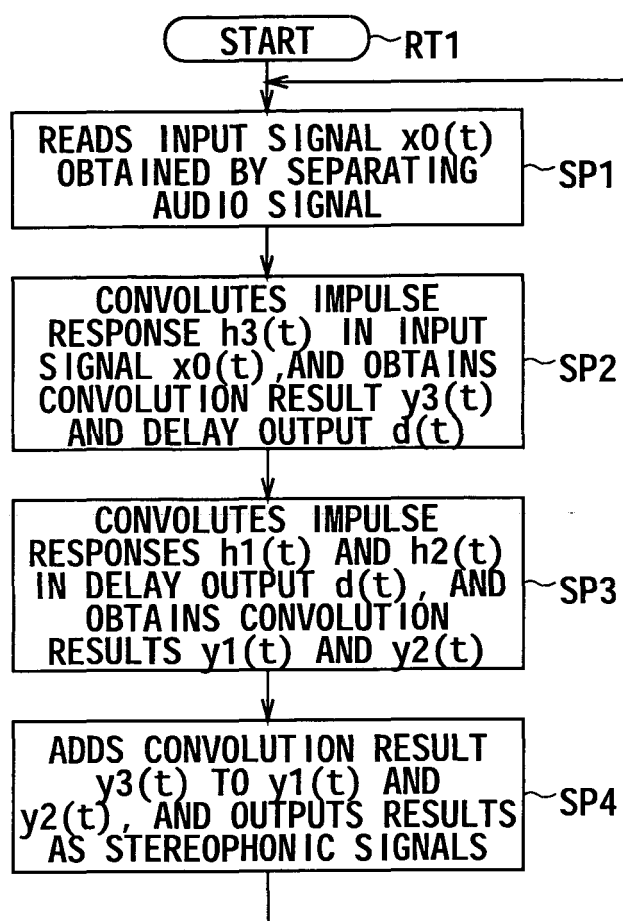 START
RT1
READS INPUT SIGNAL x0(t)
OBTAINED BY SEPARATING
AUDIO SIGNAL
SP1
CONVOLUTES IMPULSE
RESPONSE h3(t) IN INPUT
SIGNAL x0(t),AND OBTAINS
CONVOLUTION RESULT y3(t)
AND DELAY OUTPUT d(t)
SP2
CONVOLUTES IMPULSE
RESPONSES h1(t) AND h2(t)
IN DELAY OUTPUT d(t), AND
OBTAINS CONVOLUTION
RESULTS y1(t) AND y2(t)
SP3
ADDS CONVOLUTION RESULT
y3(t) TO y1(t) AND
y2(t), AND OUTPUTS RESULTS
AS STEREOPHONIC SIGNALS
SP4